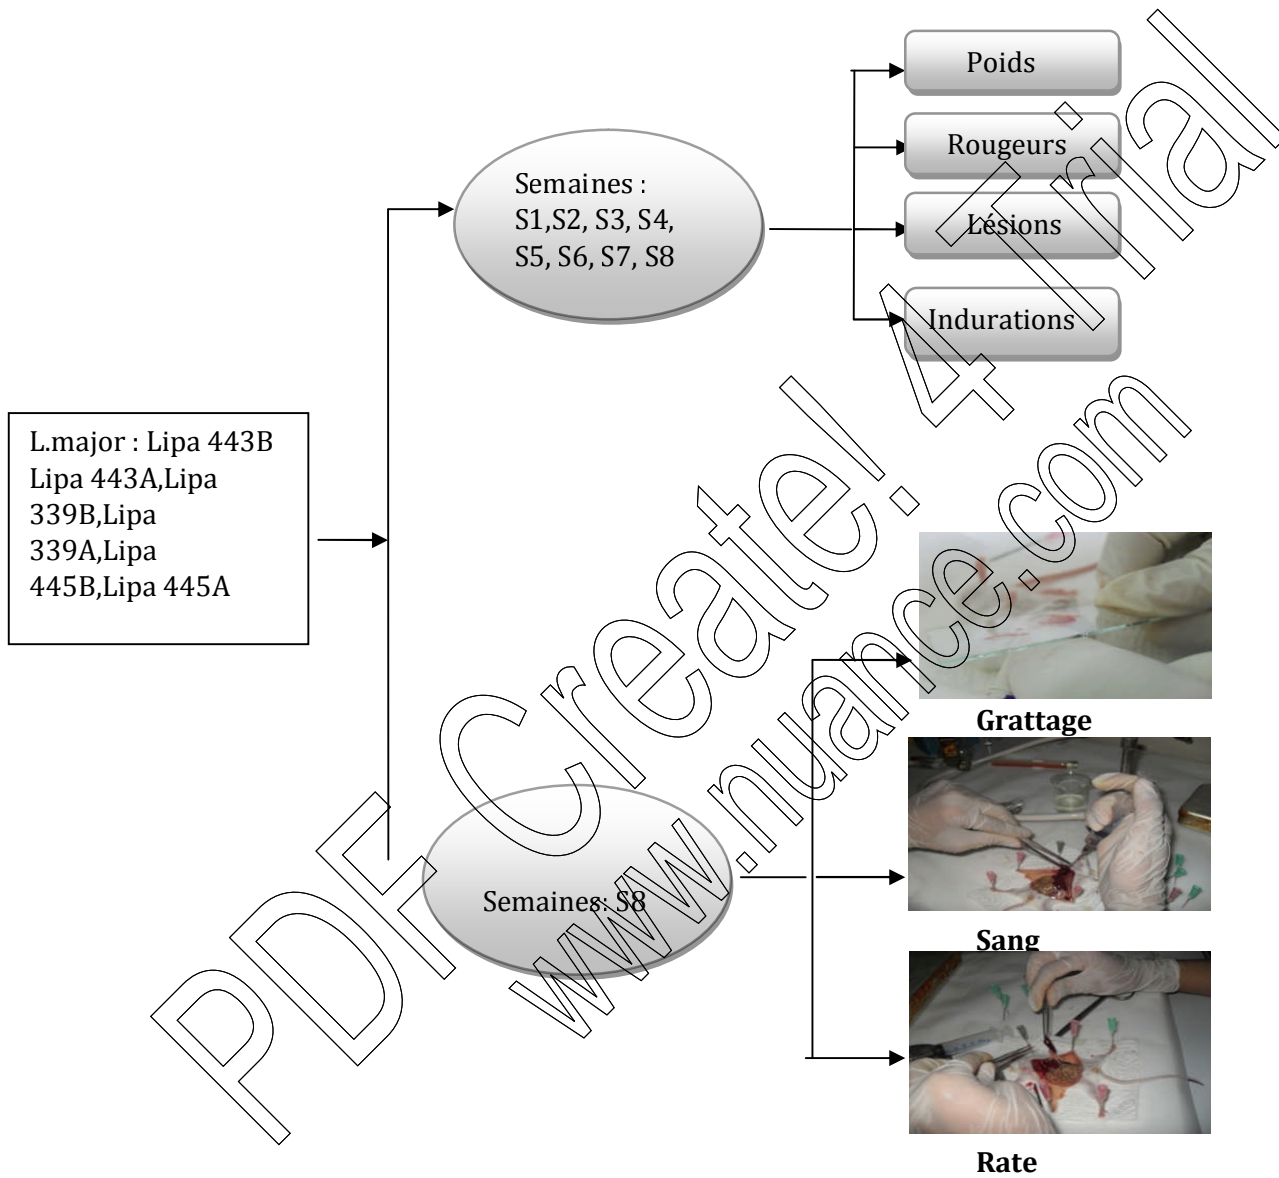 Poids
Rougeurs
Lésions
Indurations
Semaines :
S1,S2, S3, S4,
S5, S6, S7, S8
L.major : Lipa 443B
Lipa 443A,Lipa
339B,Lipa
339A,Lipa
445B,Lipa 445A
Semaines: S8
Grattage
Sang
Rate
PDF Create! 4 Trial
www.nuance.com